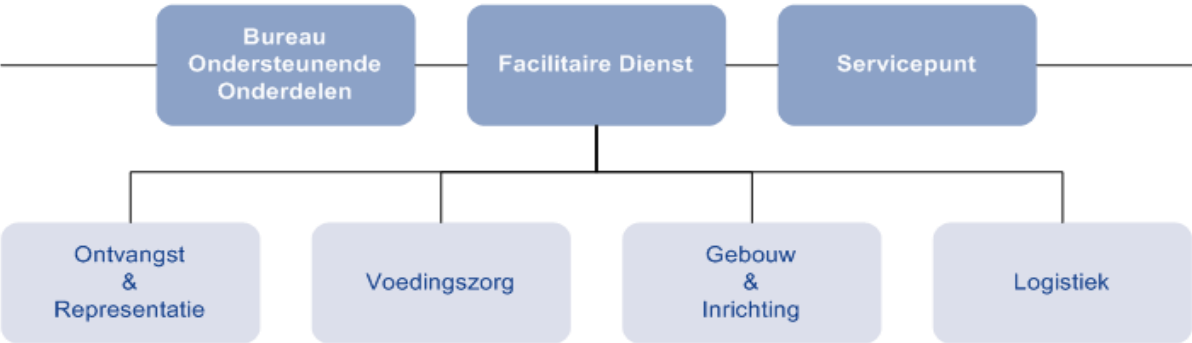 Bureau
Ondersteunende
Onderdelen
Facilitaire Dienst
Servicepunt
Ontvangst
&
Representatie
Voedingszorg
Gebouw
&
Inrichting
Logistiek